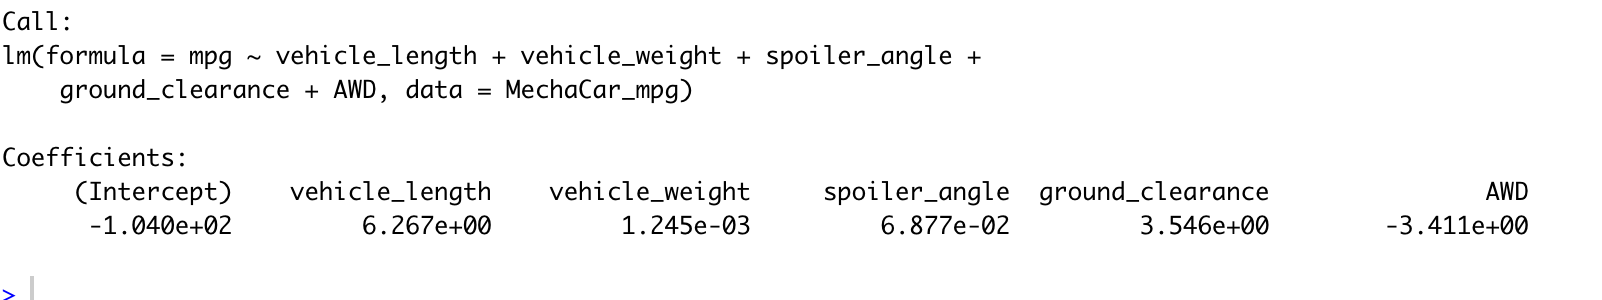 Call:
lm(formula = mpg ~ vehicle_length + vehicle_weight + spoiler_angle +
    ground_clearance + AWD, data = MechaCar_mpg)

Coefficients:
     (Intercept)    vehicle_length    vehicle_weight     spoiler_angle  ground_clearance               AWD
      -1.040e+02         6.267e+00         1.245e-03         6.877e-02         3.546e+00        -3.411e+00

>